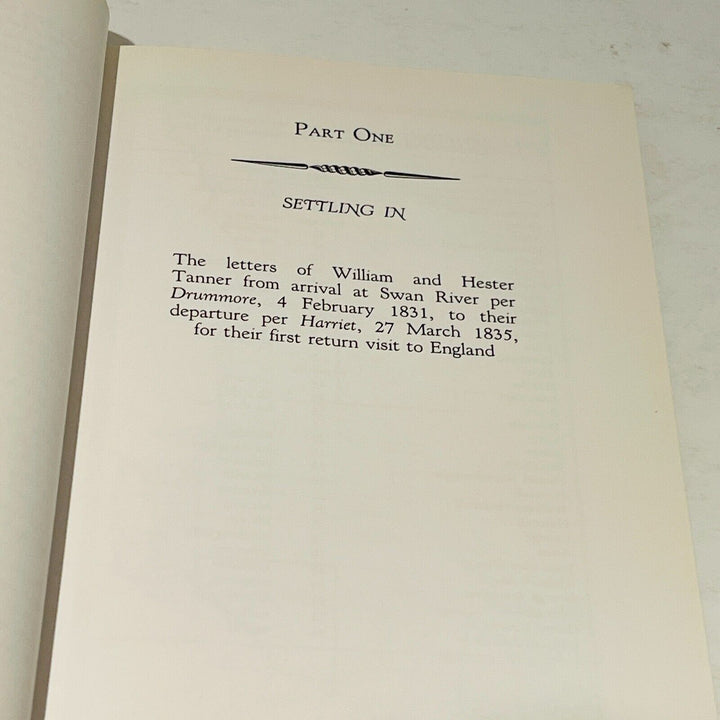 PART ONE
SETTLING IN
The letters of William and Hester
Tanner from arrival at Swan River per
Drummore, 4 February 1831, to their
departure per Harriet, 27 March 1835,
for their first return visit to England